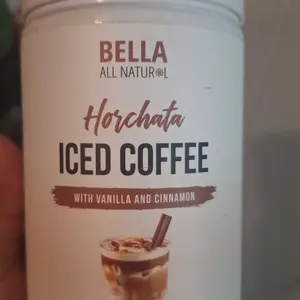 BELLA
ALL NATURAL
Horchata
ICED COFFEE
WITH VANILLA AND CINNAMON